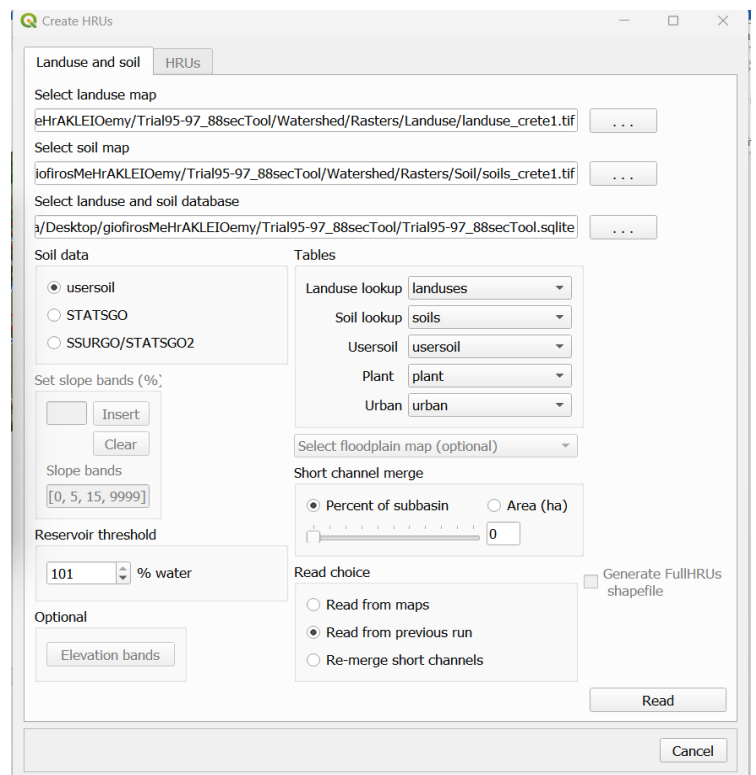 Create HRUs
Landuse and soil
HRUs
Select landuse map
eHrAKLEIOemy/Trial95-97_88secTool/Watershed/Rasters/Landuse/landuse_crete1.tif
. . .
Select soil map
iofirosMeHrAKLEIOemy/Trial95-97_88secTool/Watershed/Rasters/Soil/soils_crete1.tif
. . .
Select landuse and soil database
a/Desktop/giofirosMeHrAKLEIOemy/Trial95-97_88secTool/Trial95-97_88secTool.sqlite
. . .
Soil data
usersoil
STATSGO
SSURGO/STATSGO2
Tables
Landuse lookup landuses
Soil lookup soils
Usersoil usersoil
Plant plant
Urban urban
Set slope bands (%)
Insert
Clear
Slope bands
[0, 5, 15, 9999]
Select floodplain map (optional)
Short channel merge
Percent of subbasin
Area (ha)
0
Reservoir threshold
101 % water
Read choice
Read from maps
Read from previous run
Re-merge short channels
Generate FullHRUs
shapefile
Optional
Elevation bands
Read
Cancel